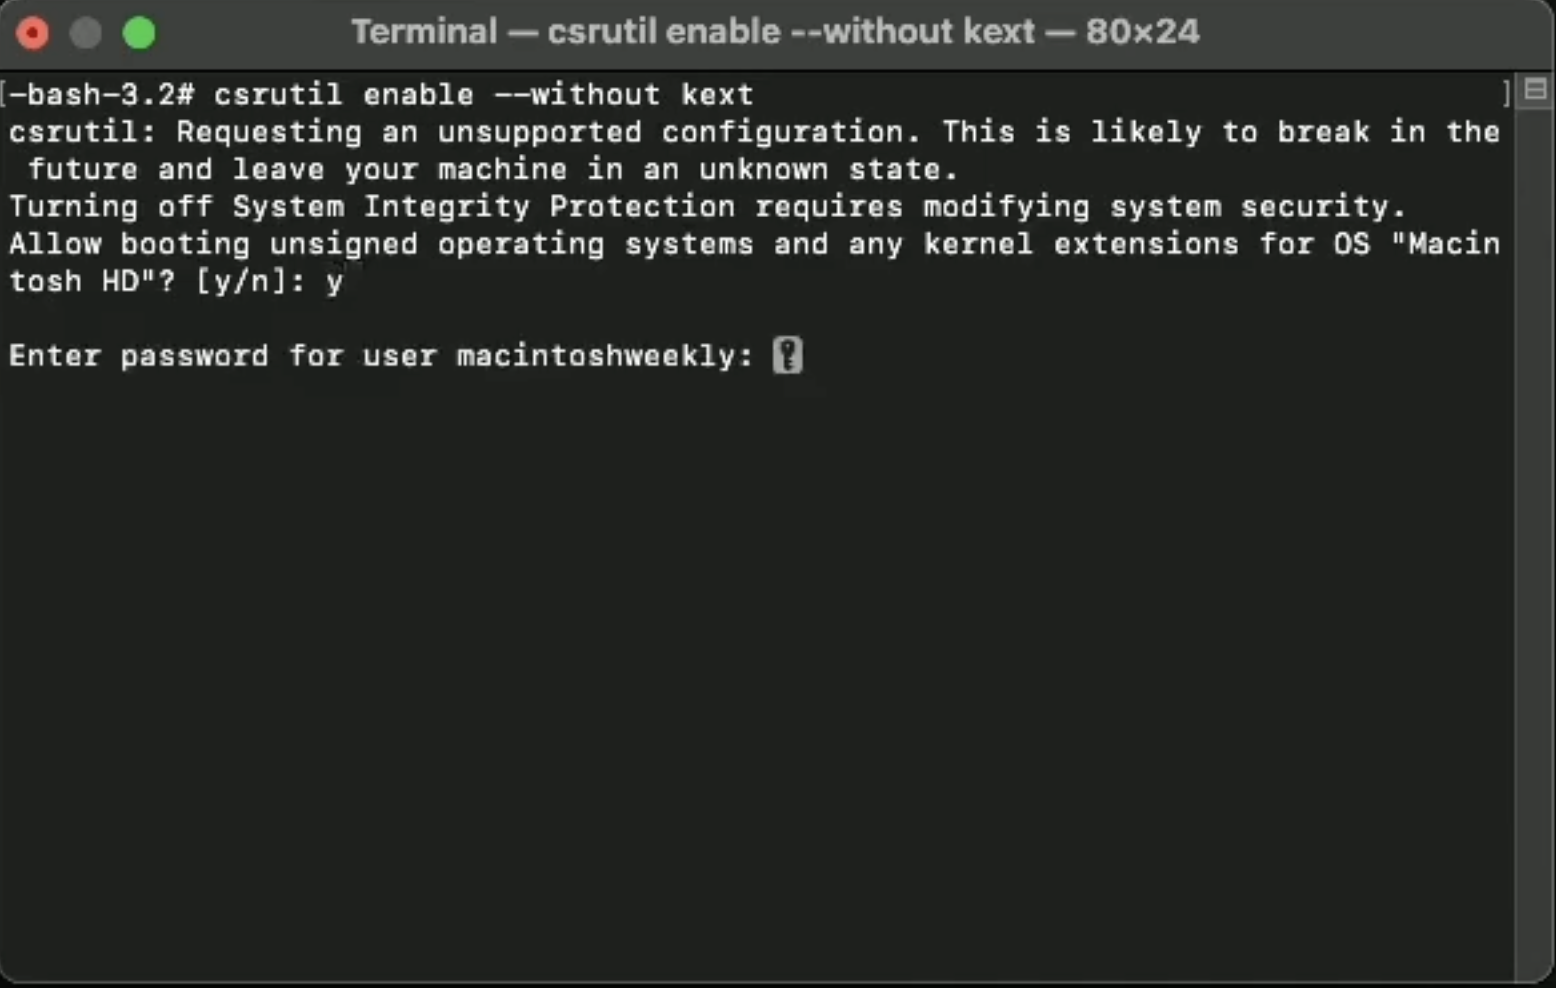 Terminal — csrutil enable --without kext — 80×24
[-bash-3.2# csrutil enable --without kext ]
csrutil: Requesting an unsupported configuration. This is likely to break in the
future and leave your machine in an unknown state.
Turning off System Integrity Protection requires modifying system security.
Allow booting unsigned operating systems and any kernel extensions for OS "Macin
tosh HD"? [y/n]: y
Enter password for user macintoshweekly: